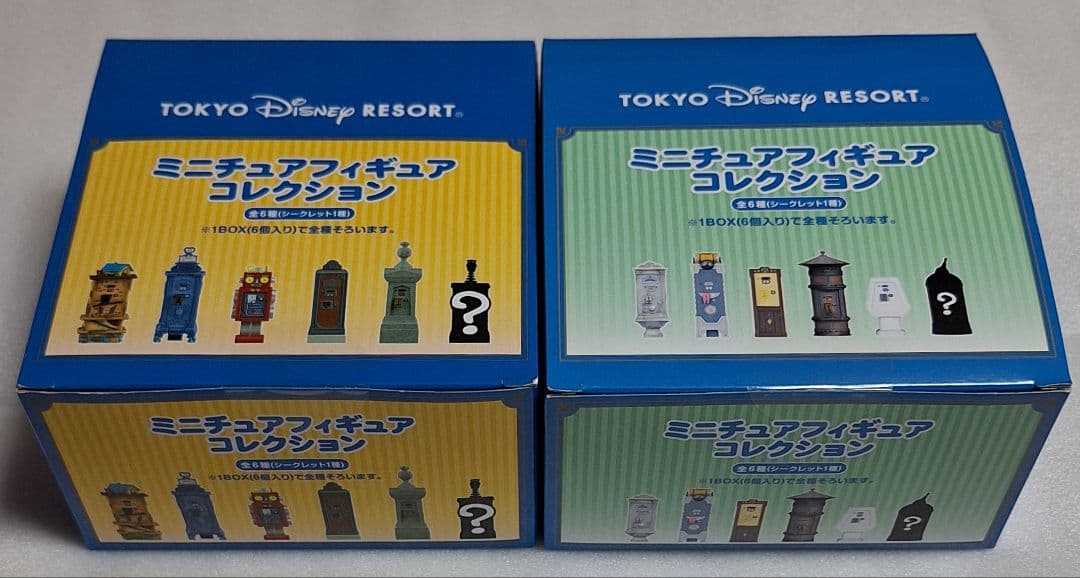 TOKYO Disney RESORT®
ミニチュアフィギュア
コレクション
全6種(シークレット1種)
※1BOX(6個入り)で全種そろいます。
?
ミニチュアフィギュア
コレクション
全6種(シークレット1種)
※1BOX(6個入り)で全種そろいます。
?
TOKYO Disney RESORT®
ミニチュアフィギュア
コレクション
全6種(シークレット1種)
※1BOX(6個入り)で全種そろいます。
?
ミニチュアフィギュア
コレクション
全6種(シークレット1種)
※1BOX(6個入り)で全種そろいます。
?